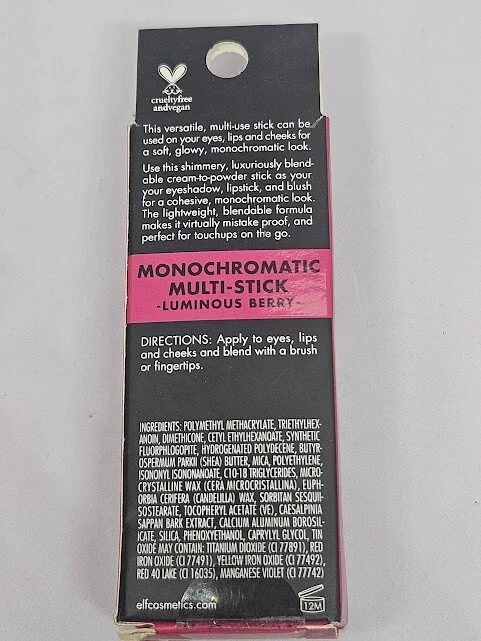 crueltyfree
andvegan
This versatile, multi-use stick can be
used on your eyes, lips and cheeks for
a soft, glowy, monochromatic look.
Use this shimmery, luxuriously blend-
able cream-to-powder stick as your
your eyeshadow, lipstick, and blush
for a cohesive, monochromatic look.
The lightweight, blendable formula
makes it virtually mistake proof, and
perfect for touchups on the go.
MONOCHROMATIC
MULTI-STICK
-LUMINOUS BERRY-
DIRECTIONS: Apply to eyes, lips
and cheeks and blend with a brush
or fingertips.
INGREDIENTS: POLYMETHYL METHACRYLATE, TRIETHYLHEX-
ANOIN, DIMETHICONE, CETYL ETHYLHEXANOATE, SYNTHETIC
FLUORPHLOGOPITE, HYDROGENATED POLYDECENE, BUTYR-
OSPERMUM PARKII (SHEA) BUTTER, MICA, POLYETHYLENE,
ISONONYL ISONONANOATE, C10-18 TRIGLYCERIDES, MICRO-
CRYSTALLINE WAX (CERA MICROCRISTALLINA), EUPH-
ORBIA CERIFERA (CANDELILLA) WAX, SORBITAN SESQUI-
SOSTEARATE, TOCOPHERYL ACETATE (VE), CAESALPINIA
SAPPAN BARK EXTRACT, CALCIUM ALUMINUM BOROSIL-
ICATE, SILICA, PHENOXYETHANOL, CAPRYLYL GLYCOL, TIN
OXIDE MAY CONTAIN: TITANIUM DIOXIDE (CI 77891), RED
IRON OXIDE (CI 77491), YELLOW IRON OXIDE (CI 77492),
RED 40 LAKE (CI 16035), MANGANESE VIOLET (CI 77742)
elfcosmetics.com
12M